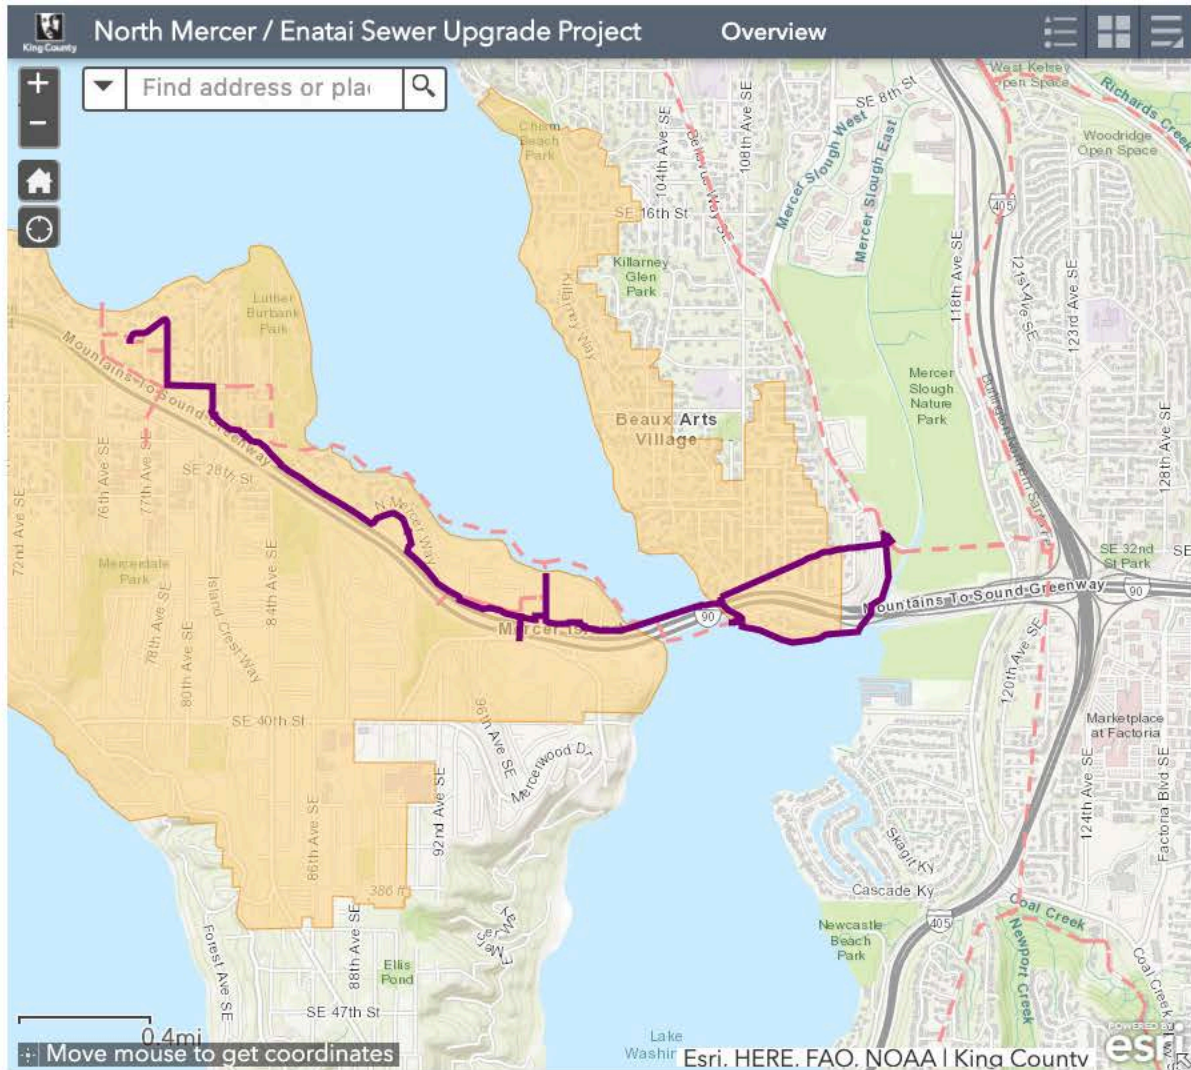 King County
North Mercer / Enatai Sewer Upgrade Project
Overview
+
Find address or pla
−
West Kelsey
Open Space
Richards Creek
SE 8th St
Chism
Beach
Park
104th Ave SE
Bellevue Way SE
108th Ave SE
Mercer Slough West
Mercer Slough East
Woodridge
Open Space
405
SE 16th St
118th Ave SE
121st Ave SE
123rd Ave SE
Killarney
Glen
Park
Killarney Way
Luther
Burbank
Park
Mountains To Sound Greenway
Mercer
Slough
Nature
Park
Beaux Arts
Village
128th Ave SE
76th Ave SE
77th Ave SE
SE 28th St
N Mercer Way
72nd Ave SE
Mercerdale
Park
84th Ave SE
SE 32nd
St Park
SE
Mountains To Sound Greenway
90
90
Island Crest Way
78th Ave SE
80th Ave SE
120th Ave SE
SE 40th St
96th Ave SE
Mercerwood Dr
Marketplace
at Factoria
86th Ave SE
92nd Ave SE
124th Ave SE
Factoria Blvd SE
Skagit Ky
Cascade Ky
386 ft
Forest Ave SE
88th Ave SE
Coal Creek
405
Newcastle
Beach
Park
Newport Creek
Coal Creek
Ellis
Pond
SE 47th St
0.4mi
Lake
Washin
Move mouse to get coordinates
Esri, HERE, FAO, NOAA | King County
POWERED BY
esri